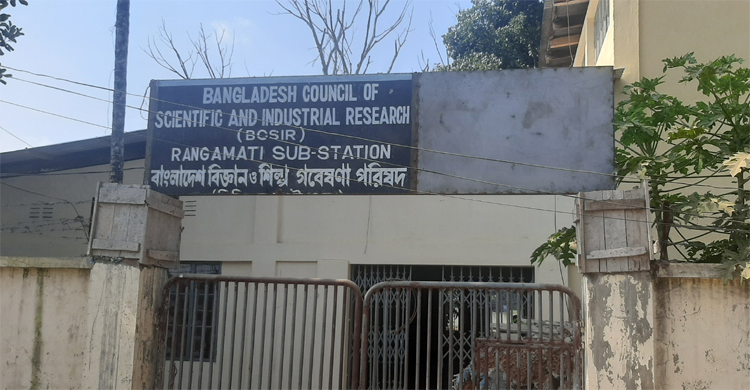 BANGLADESH COUNCIL OF
SCIENTIFIC AND INDUSTRIAL RESEARCH
(BCSIR)
RANGAMATI SUB-STATION
বাংলাদেশ বিজ্ঞান ও শিল্প গবেষণা পরিষদ